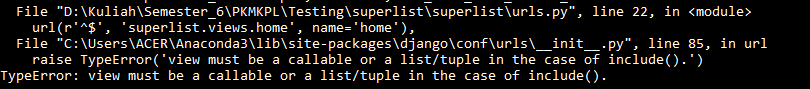 File "D:\Kuliah\Semester_6\PKMKPL\Testing\superlist\superlist\urls.py", line 22, in <module>
url(r'^$', 'superlist.views.home', name='home'),
File "C:\Users\ACER\Anaconda3\lib\site-packages\django\conf\urls\__init__.py", line 85, in url
raise TypeError('view must be a callable or a list/tuple in the case of include().')
TypeError: view must be a callable or a list/tuple in the case of include().